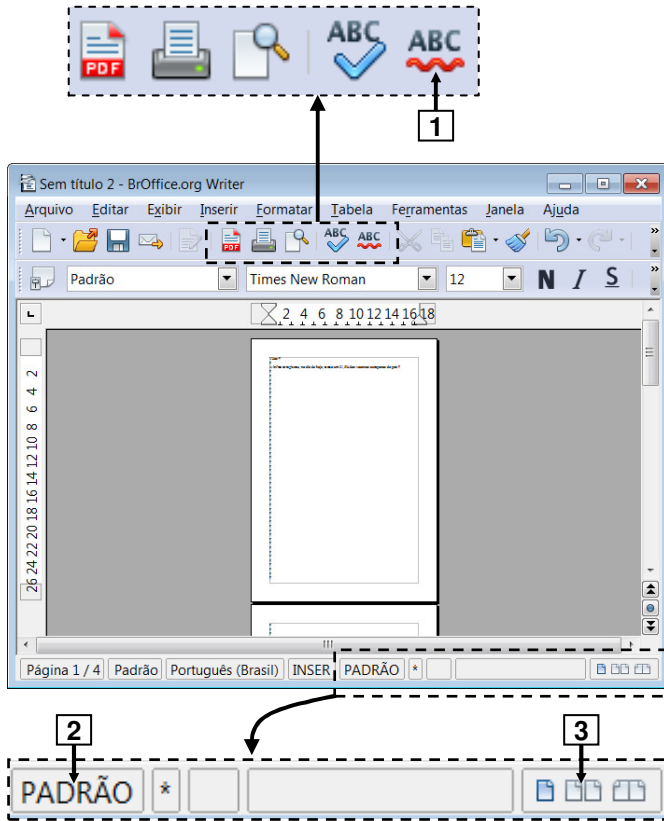 PDF ABC ABC
1
Sem título 2 - BrOffice.org Writer
Arquivo Editar Exibir Inserir Formatar Tabela Ferramentas Janela Ajuda
PDF ABC ABC »
Padrão Times New Roman 12 N I S »
2 4 6 8 10 12 14 16 18
2 4 6 8 10 12 14 16 18 20 22 24 26
Página 1 / 4 Padrão Português (Brasil) INSER PADRÃO *
2 3
PADRÃO *